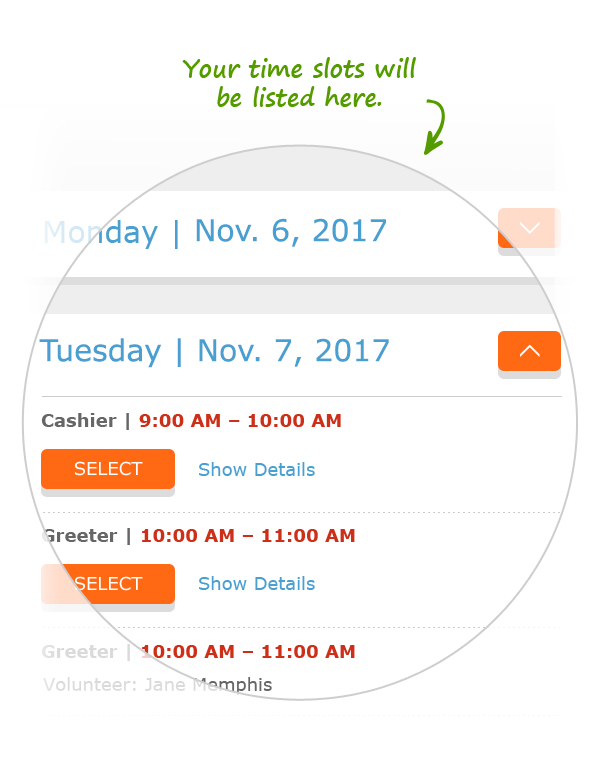 Your time slots will
be listed here.
Monday | Nov. 6, 2017
Tuesday | Nov. 7, 2017
Cashier | 9:00 AM – 10:00 AM
SELECT Show Details
Greeter | 10:00 AM – 11:00 AM
SELECT Show Details
Greeter | 10:00 AM – 11:00 AM
Volunteer: Jane Memphis